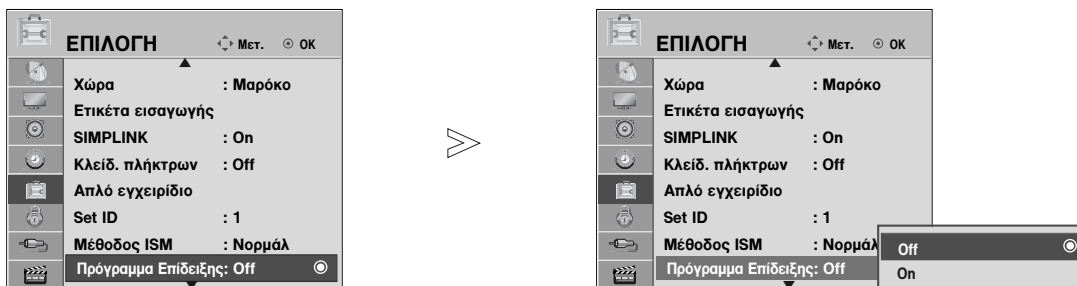 ΕΠΙΛΟΓΗ Μετ. OK
Χώρα : Μαρόκο
Ετικέτα εισαγωγής
SIMPLINK : On
Κλείδ. πλήκτρων : Off
Απλό εγχειρίδιο
Set ID : 1
Μέθοδος ISM : Νορμάλ
Πρόγραμμα Επίδειξης: Off
ΕΠΙΛΟΓΗ Μετ. OK
Χώρα : Μαρόκο
Ετικέτα εισαγωγής
SIMPLINK : On
Κλείδ. πλήκτρων : Off
Απλό εγχειρίδιο
Set ID : 1
Μέθοδος ISM : Νορμάλ
Πρόγραμμα Επίδειξης: Off
Off
On